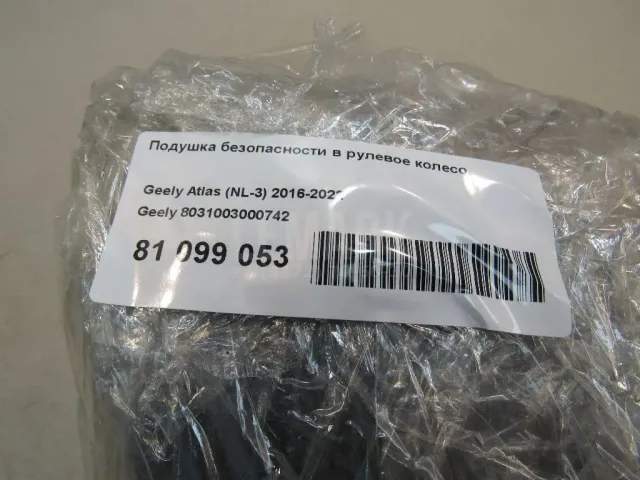 Подушка безопасности в рулевое колесо
Geely Atlas (NL-3) 2016-2022
Geely 8031003000742
81 099 053